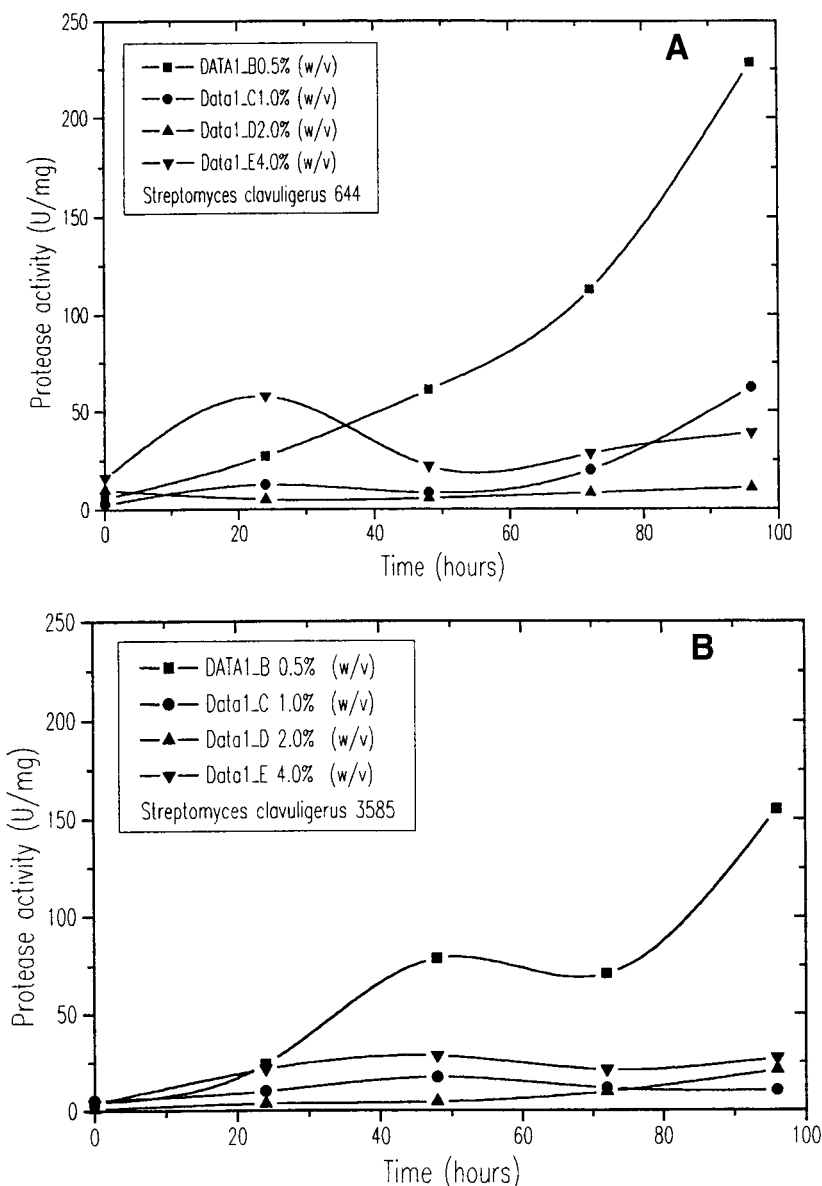 A
DATA1_B0.5% (w/v)
Data1_C1.0% (w/v)
Data1_D2.0% (w/v)
Data1_E4.0% (w/v)
Streptomyces clavuligerus 644
Protease activity (U/mg)
250
200
150
100
50
0
0 20 40 60 80 100
Time (hours)
B
DATA1_B 0.5% (w/v)
Data1_C 1.0% (w/v)
Data1_D 2.0% (w/v)
Data1_E 4.0% (w/v)
Streptomyces clavuligerus 3585
Protease activity (U/mg)
250
200
150
100
50
0
0 20 40 60 80 100
Time (hours)